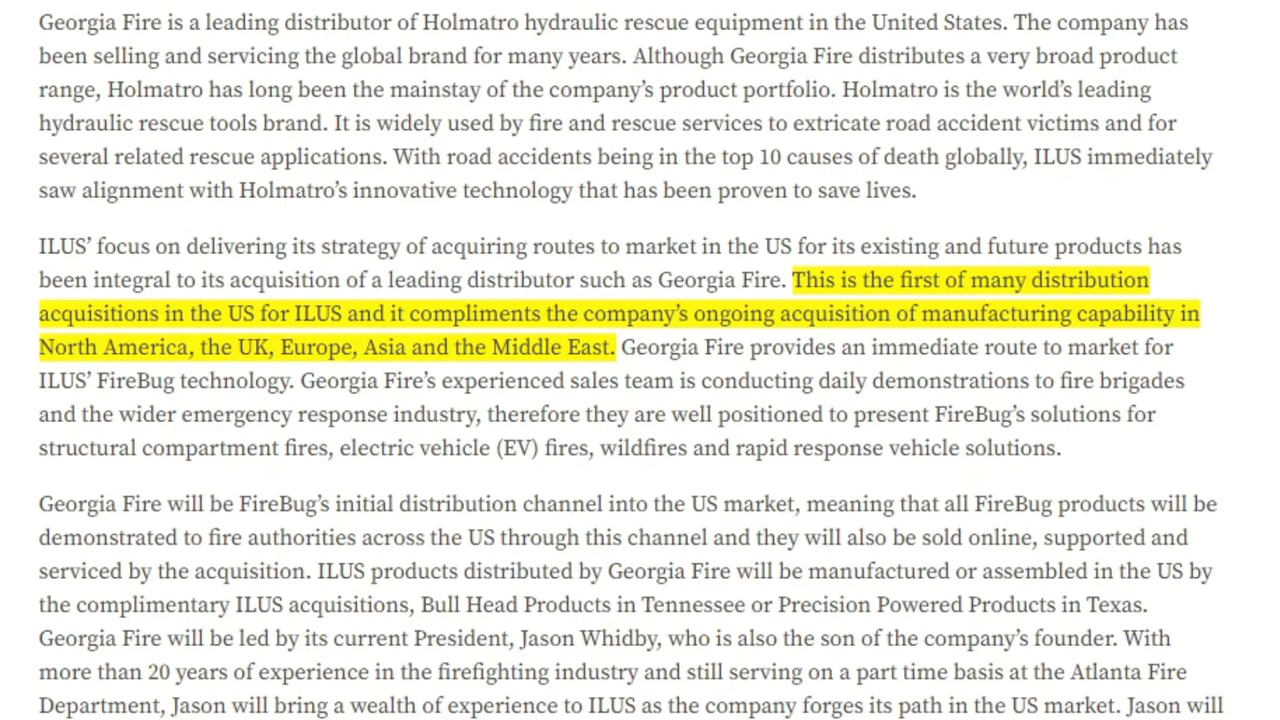 Georgia Fire is a leading distributor of Holmatro hydraulic rescue equipment in the United States. The company has
been selling and servicing the global brand for many years. Although Georgia Fire distributes a very broad product
range, Holmatro has long been the mainstay of the company’s product portfolio. Holmatro is the world’s leading
hydraulic rescue tools brand. It is widely used by fire and rescue services to extricate road accident victims and for
several related rescue applications. With road accidents being in the top 10 causes of death globally, ILUS immediately
saw alignment with Holmatro’s innovative technology that has been proven to save lives.
ILUS’ focus on delivering its strategy of acquiring routes to market in the US for its existing and future products has
been integral to its acquisition of a leading distributor such as Georgia Fire. This is the first of many distribution
acquisitions in the US for ILUS and it compliments the company’s ongoing acquisition of manufacturing capability in
North America, the UK, Europe, Asia and the Middle East. Georgia Fire provides an immediate route to market for
ILUS’ FireBug technology. Georgia Fire’s experienced sales team is conducting daily demonstrations to fire brigades
and the wider emergency response industry, therefore they are well positioned to present FireBug’s solutions for
structural compartment fires, electric vehicle (EV) fires, wildfires and rapid response vehicle solutions.
Georgia Fire will be FireBug’s initial distribution channel into the US market, meaning that all FireBug products will be
demonstrated to fire authorities across the US through this channel and they will also be sold online, supported and
serviced by the acquisition. ILUS products distributed by Georgia Fire will be manufactured or assembled in the US by
the complimentary ILUS acquisitions, Bull Head Products in Tennessee or Precision Powered Products in Texas.
Georgia Fire will be led by its current President, Jason Whidby, who is also the son of the company’s founder. With
more than 20 years of experience in the firefighting industry and still serving on a part time basis at the Atlanta Fire
Department, Jason will bring a wealth of experience to ILUS as the company forges its path in the US market. Jason will